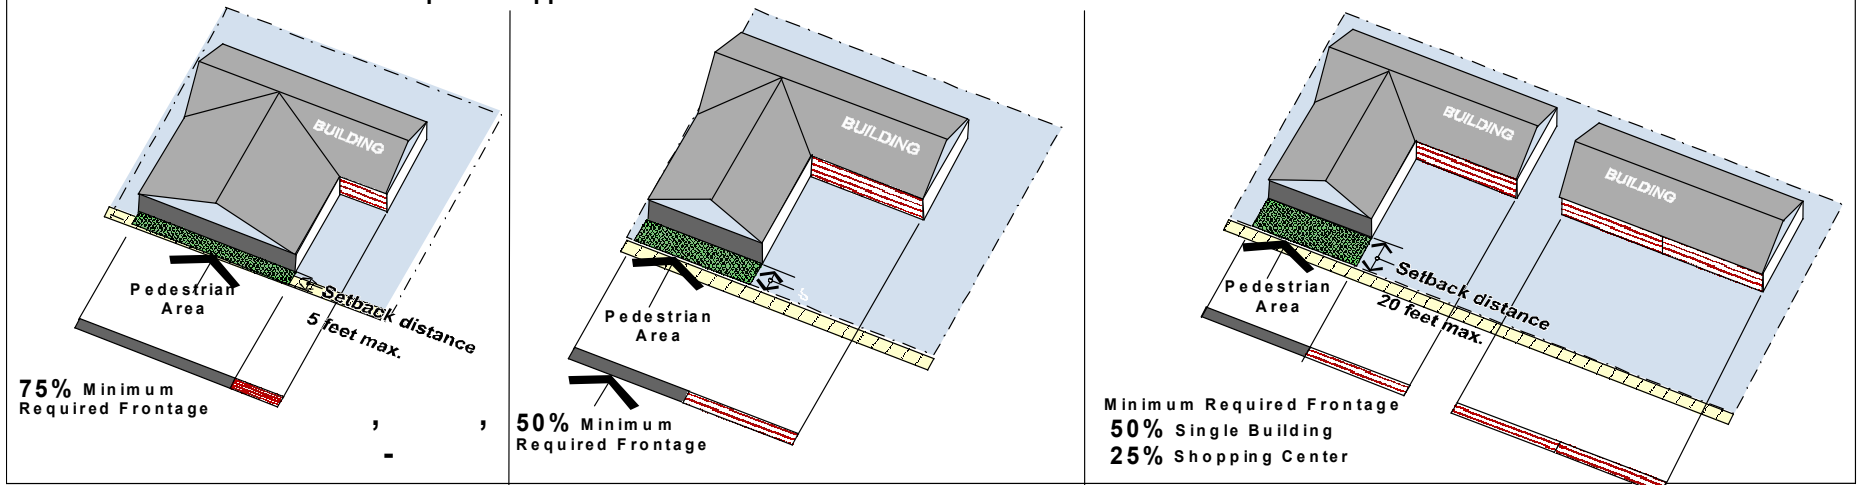 BUILDING
Pedestrian
Area
Setback distance
5 feet max.
75% Minimum
Required Frontage
, ,
-
BUILDING
Pedestrian
Area
50% Minimum
Required Frontage
BUILDING
BUILDING
Pedestrian
Area
Setback distance
20 feet max.
Minimum Required Frontage
50% Single Building
25% Shopping Center